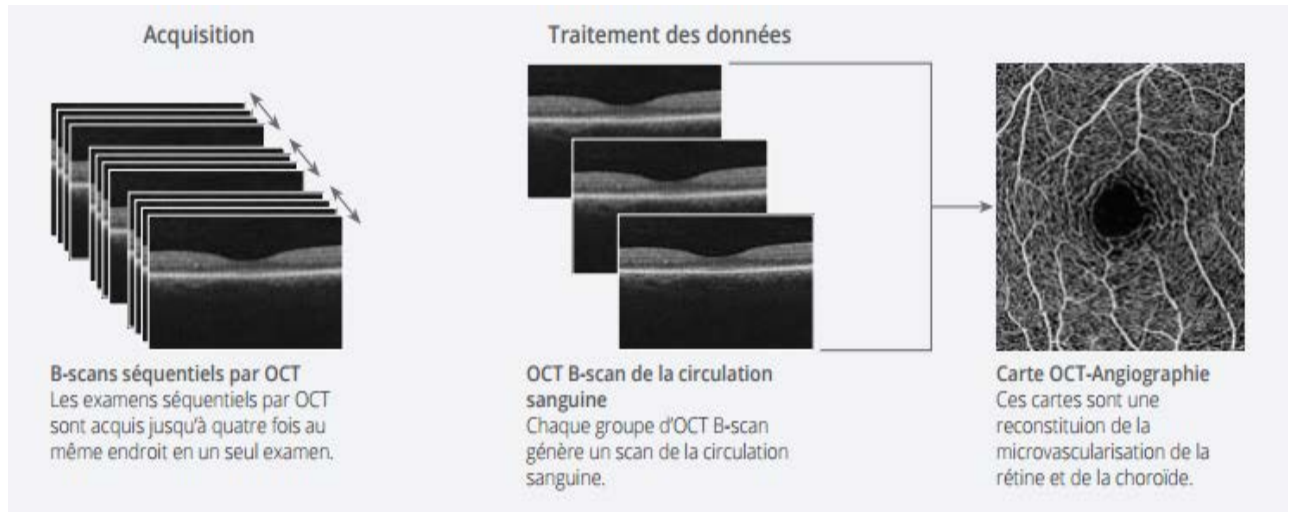 Acquisition
Traitement des données
B-scans séquentiels par OCT
Les examens séquentiels par OCT
sont acquis jusqu'à quatre fois au
même endroit en un seul examen.
OCT B-scan de la circulation
sanguine
Chaque groupe d'OCT B-scan
génère un scan de la circulation
sanguine.
Carte OCT-Angiographie
Ces cartes sont une
reconstituion de la
microvascularisation de la
rétine et de la choroïde.